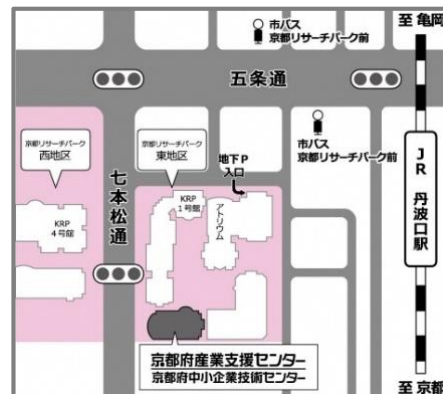 至 亀岡
市バス
京都リサーチパーク前
五条通
京都リサーチパーク
西地区
京都リサーチパーク
東地区
地下P
入口
市バス
京都リサーチパーク前
七本松通
KRP
4号館
KRP
1号館
アトリウム
JR 丹波口駅
京都府産業支援センター
京都府中小企業技術センター
至 京都